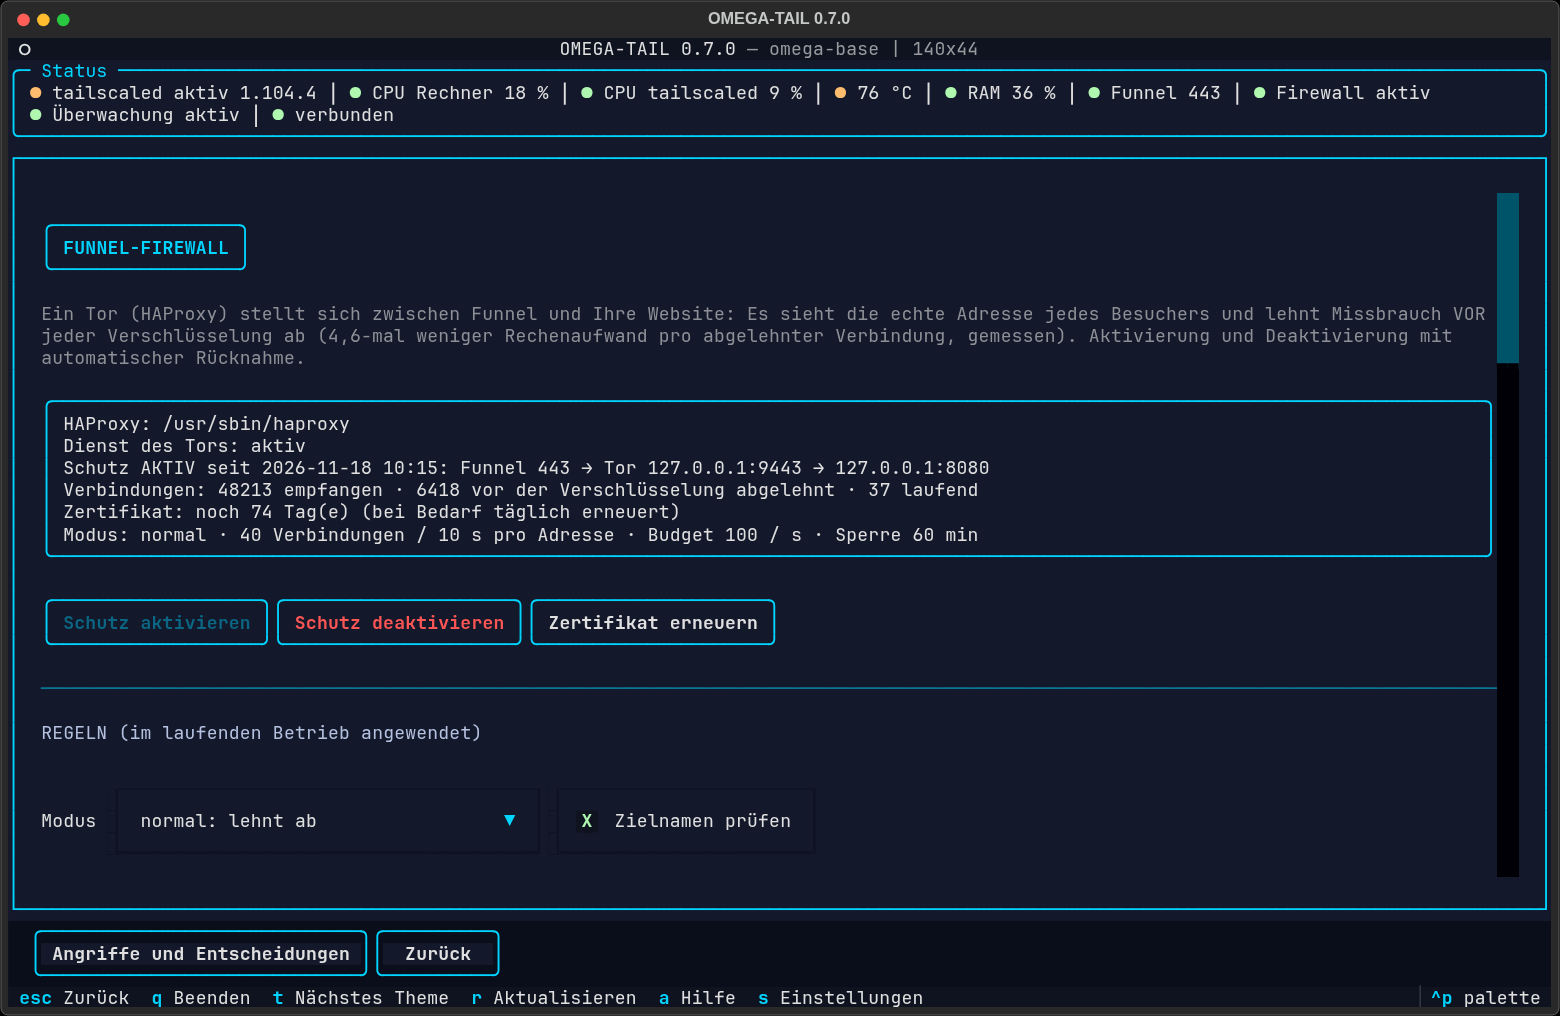 OMEGA-TAIL 0.7.0
OMEGA-TAIL 0.7.0 — omega-base | 140x44
Status
tailscaled aktiv 1.104.4 │ ● CPU Rechner 18 % │ ● CPU tailscaled 9 % │ ● 76 °C │ ● RAM 36 % │ ● Funnel 443 │ ● Firewall aktiv
● Überwachung aktiv │ ● verbunden
FUNNEL-FIREWALL
Ein Tor (HAProxy) stellt sich zwischen Funnel und Ihre Website: Es sieht die echte Adresse jedes Besuchers und lehnt Missbrauch VOR
jeder Verschlüsselung ab (4,6-mal weniger Rechenaufwand pro abgelehnter Verbindung, gemessen). Aktivierung und Deaktivierung mit
automatischer Rücknahme.
HAProxy: /usr/sbin/haproxy
Dienst des Tors: aktiv
Schutz AKTIV seit 2026-11-18 10:15: Funnel 443 → Tor 127.0.0.1:9443 → 127.0.0.1:8080
Verbindungen: 48213 empfangen · 6418 vor der Verschlüsselung abgelehnt · 37 laufend
Zertifikat: noch 74 Tag(e) (bei Bedarf täglich erneuert)
Modus: normal · 40 Verbindungen / 10 s pro Adresse · Budget 100 / s · Sperre 60 min
Schutz aktivieren Schutz deaktivieren Zertifikat erneuern
REGELN (im laufenden Betrieb angewendet)
Modus normal: lehnt ab ▼ X Zielnamen prüfen
Angriffe und Entscheidungen Zurück
esc Zurück q Beenden t Nächstes Theme r Aktualisieren a Hilfe s Einstellungen ^p palette